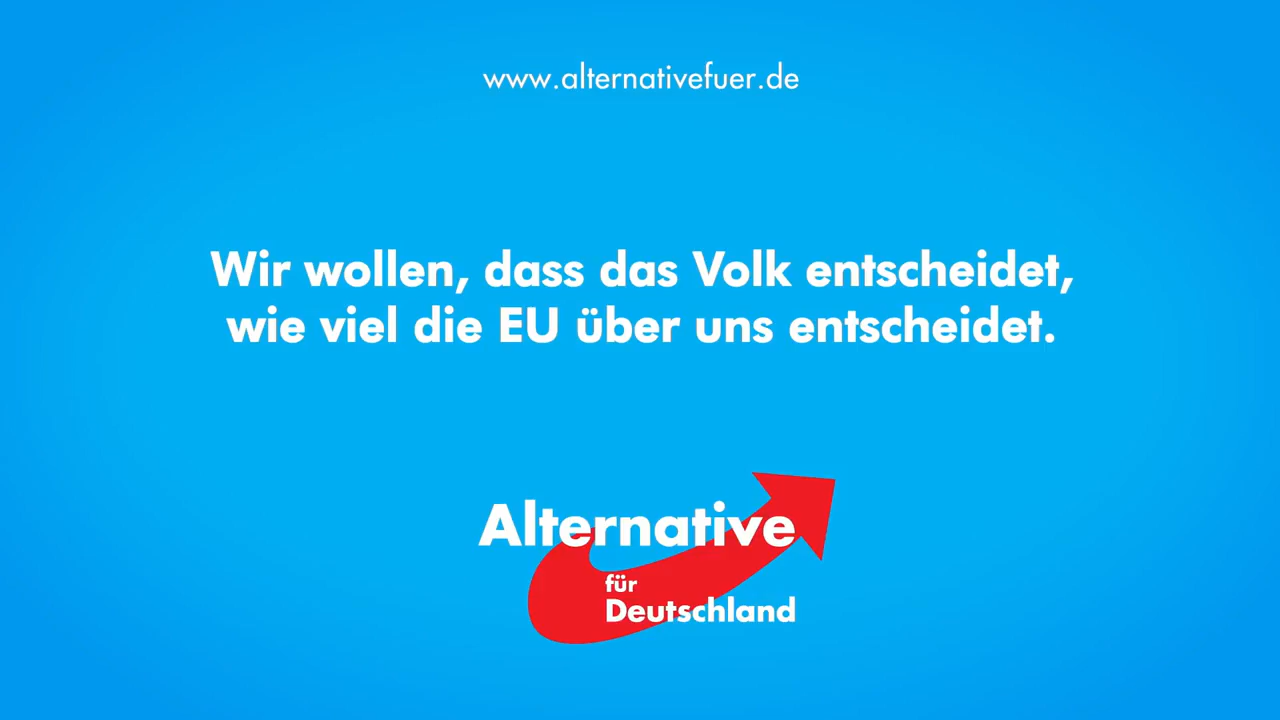 www.alternativefuer.de
Wir wollen, dass das Volk entscheidet,
wie viel die EU über uns entscheidet.
Alternative
für
Deutschland